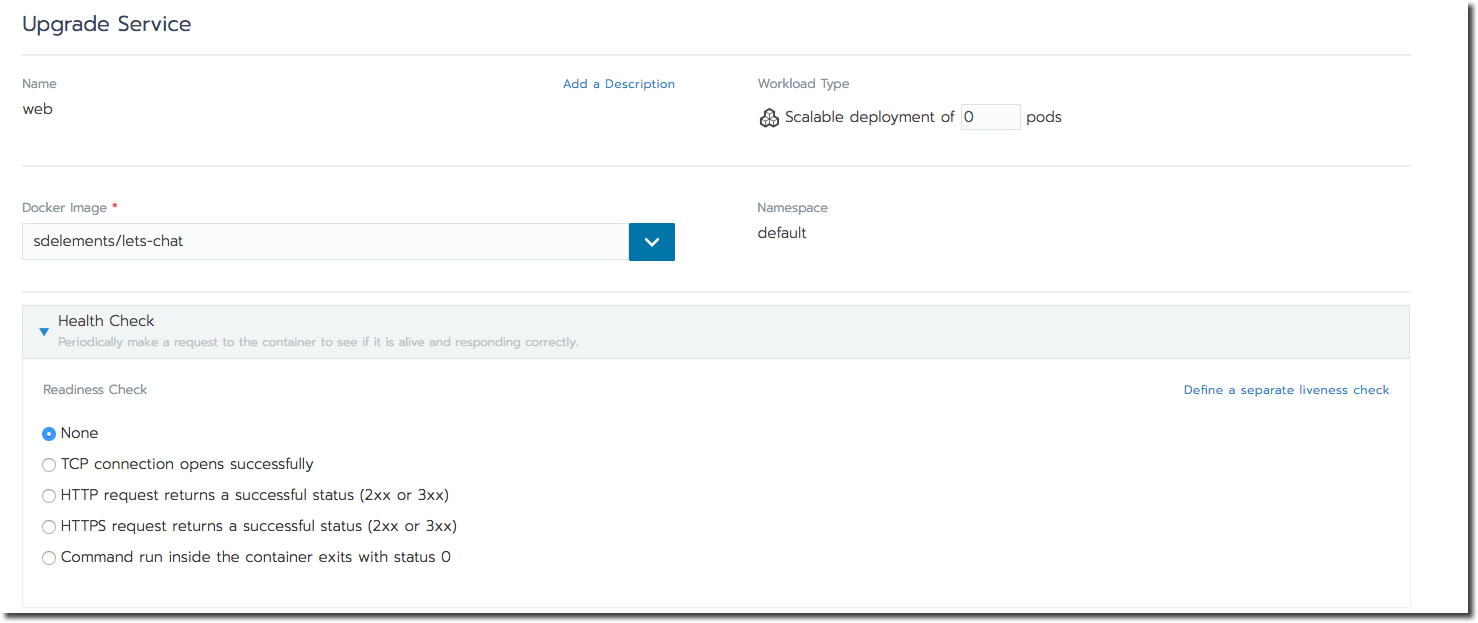 Upgrade Service
Name
Add a Description
web
Workload Type
Scalable deployment of 0 pods
Docker Image *
sdelements/lets-chat
Namespace
default
Health Check
Periodically make a request to the container to see if it is alive and responding correctly.
Readiness Check
Define a separate liveness check
None
TCP connection opens successfully
HTTP request returns a successful status (2xx or 3xx)
HTTPS request returns a successful status (2xx or 3xx)
Command run inside the container exits with status 0